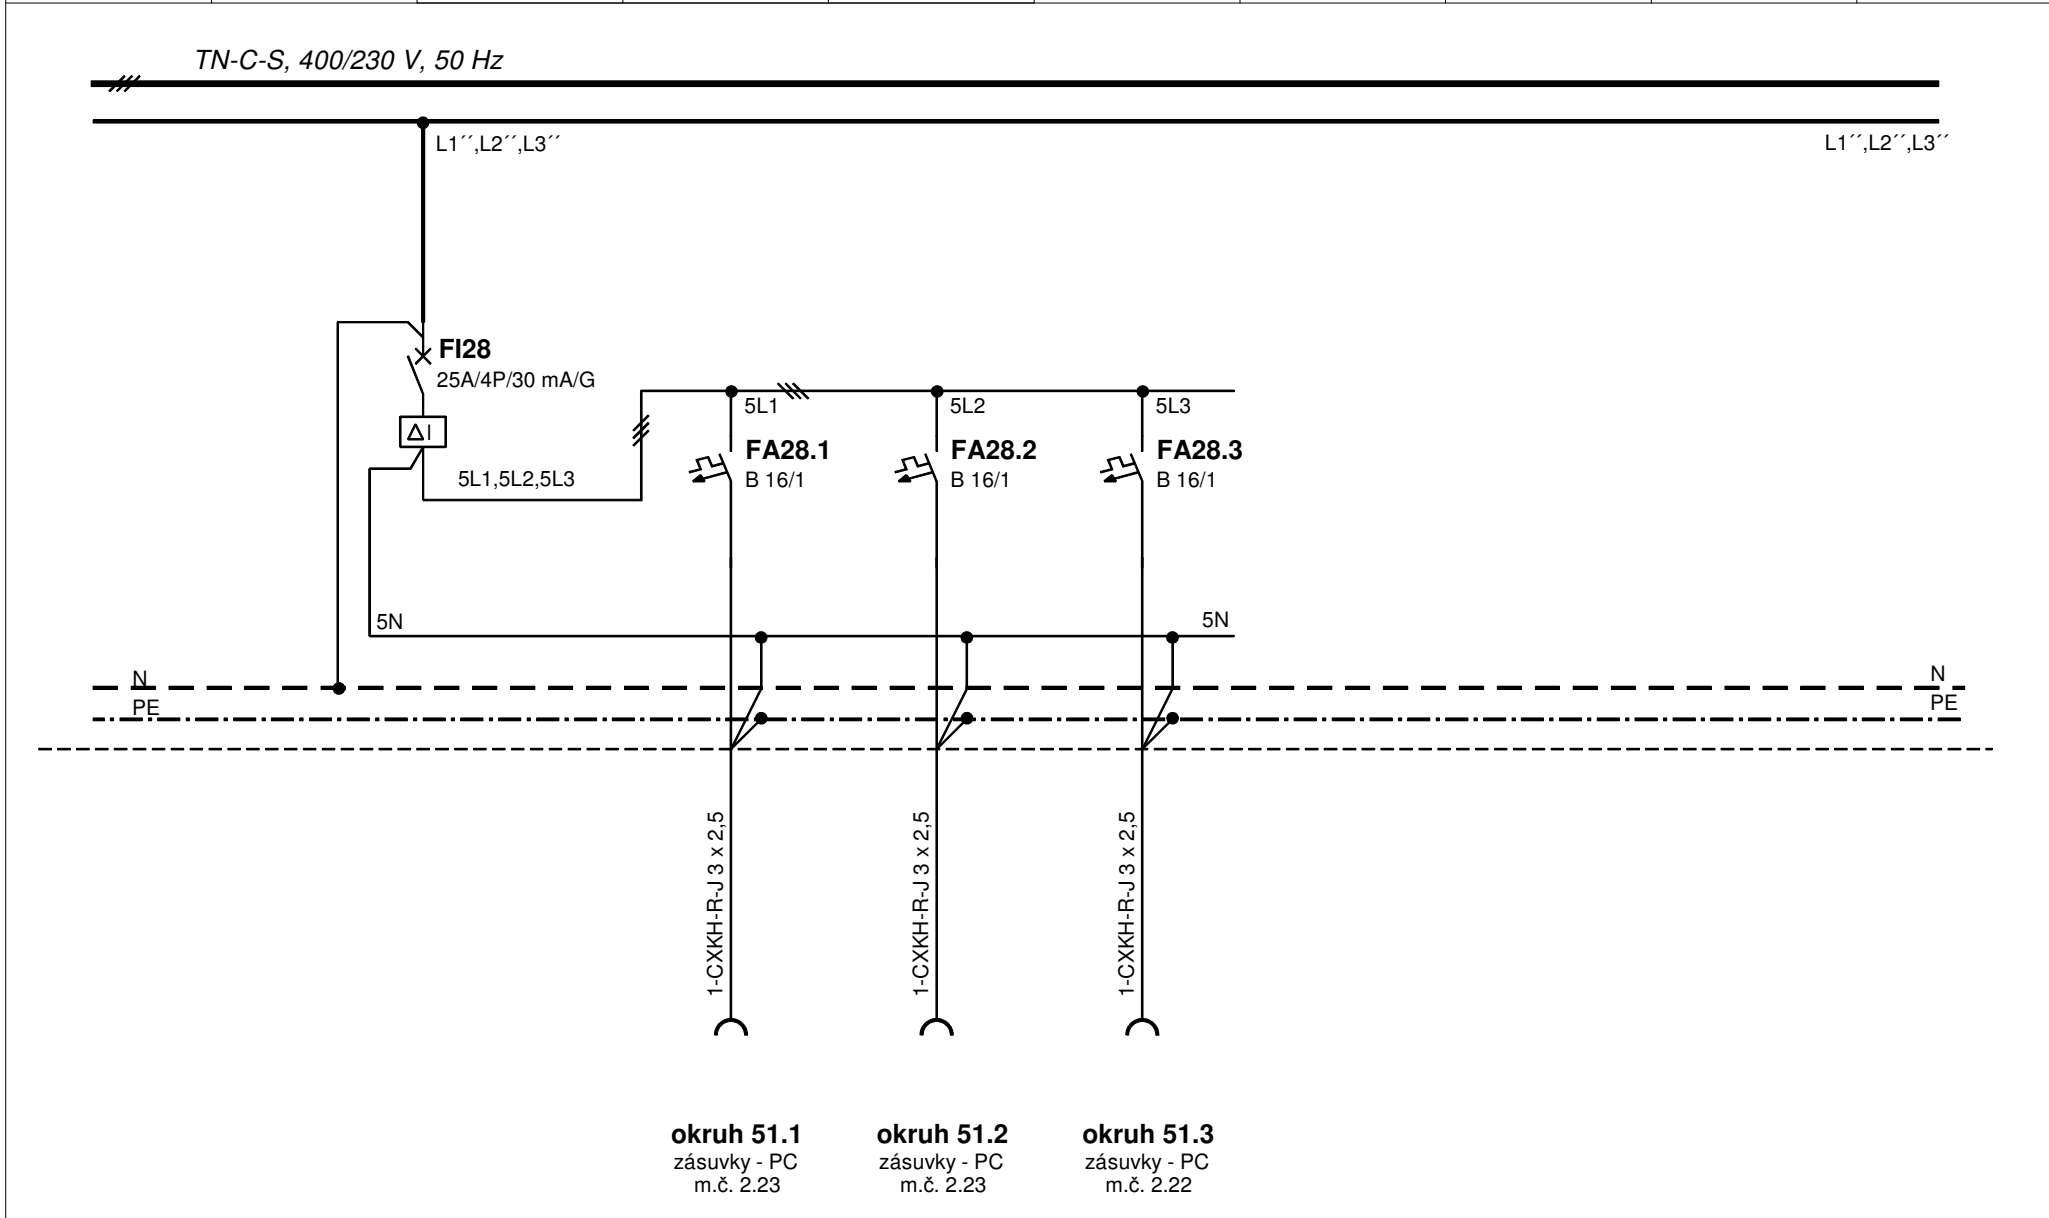 TN-C-S, 400/230 V, 50 Hz
L1´´,L2´´,L3´´
L1´´,L2´´,L3´´
FI28
25A/4P/30 mA/G
ΔI
5L1,5L2,5L3
5L1
5L2
5L3
FA28.1
B 16/1
FA28.2
B 16/1
FA28.3
B 16/1
5N
5N
N
N
PE
PE
1-CXKH-R-J 3 x 2,5
1-CXKH-R-J 3 x 2,5
1-CXKH-R-J 3 x 2,5
okruh 51.1
zásuvky - PC
m.č. 2.23
okruh 51.2
zásuvky - PC
m.č. 2.23
okruh 51.3
zásuvky - PC
m.č. 2.22